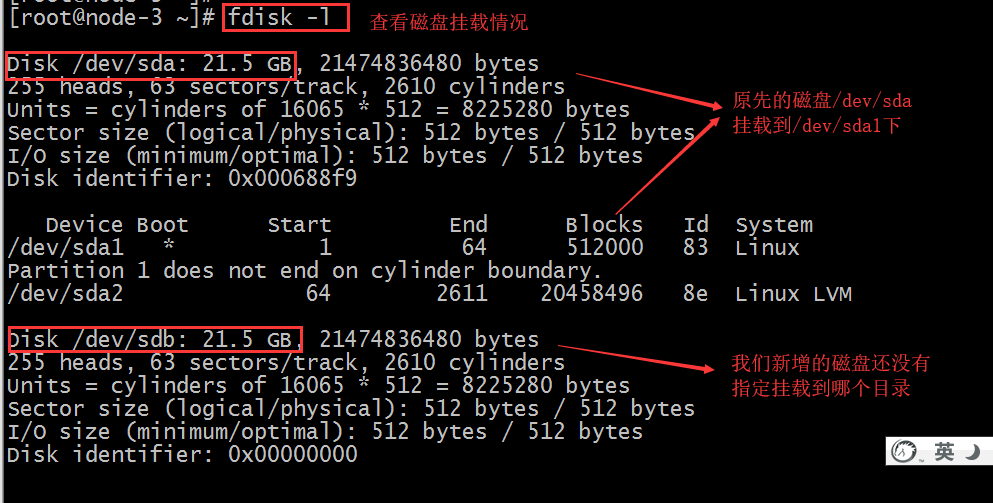 [root@node-3 ~]#
[root@node-3 ~]# fdisk -l 查看磁盘挂载情况
Disk /dev/sda: 21.5 GB, 21474836480 bytes
255 heads, 63 sectors/track, 2610 cylinders
Units = cylinders of 16065 * 512 = 8225280 bytes
Sector size (logical/physical): 512 bytes / 512 bytes
I/O size (minimum/optimal): 512 bytes / 512 bytes
Disk identifier: 0x000688f9
原先的磁盘/dev/sda
挂载到/dev/sda1下
Device Boot Start End Blocks Id System
/dev/sda1 * 1 64 512000 83 Linux
Partition 1 does not end on cylinder boundary.
/dev/sda2 64 2611 20458496 8e Linux LVM
Disk /dev/sdb: 21.5 GB, 21474836480 bytes
255 heads, 63 sectors/track, 2610 cylinders
Units = cylinders of 16065 * 512 = 8225280 bytes
Sector size (logical/physical): 512 bytes / 512 bytes
I/O size (minimum/optimal): 512 bytes / 512 bytes
Disk identifier: 0x00000000
我们新增的磁盘还没有
指定挂载到哪个目录
英